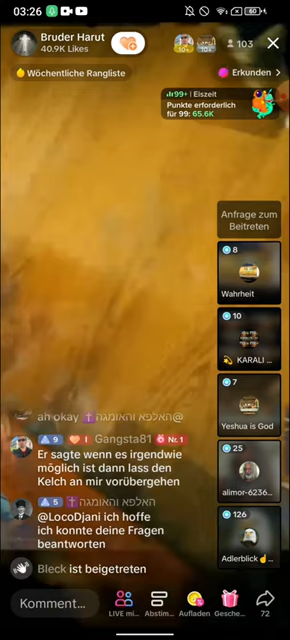 03:26
60
Bruder Harut
40.9K Likes
10+
10+
103
Wöchentliche Rangliste
Erkunden >
99+ | Eiszeit
Punkte erforderlich
für 99: 65.6K
Anfrage zum
Beitreten
8
Wahrheit
10
KARALI ...
7
Yeshua is God
25
alimor-6236...
126
Adlerblick☝...
ah okay ✝️האלפא והאומגה@
9 I Gangsta81 Nr. 1
Er sagte wenn es irgendwie
möglich ist dann lass den
Kelch an mir vorübergehen
5 ✝️האלפא והאומגה
@LocoDjani ich hoffe
ich konnte deine Fragen
beantworten
Bleck ist beigetreten
Komment...
LIVE mi...
Abstim...
Aufladen
Gesche...
72